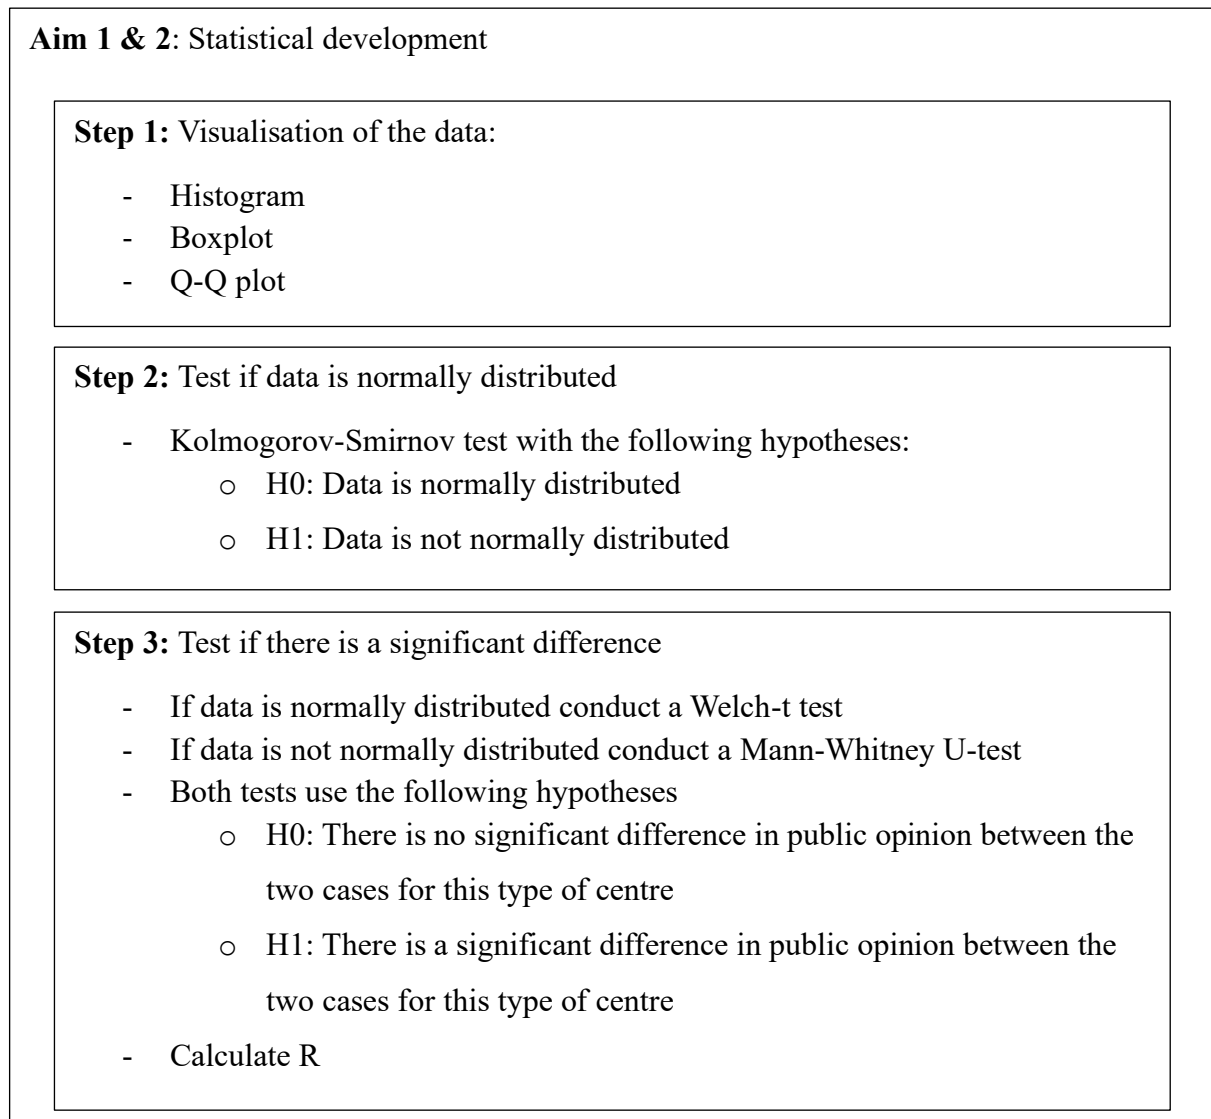 Aim 1 & 2: Statistical development
Step 1: Visualisation of the data:
- Histogram
- Boxplot
- Q-Q plot
Step 2: Test if data is normally distributed
- Kolmogorov-Smirnov test with the following hypotheses:
o H0: Data is normally distributed
o H1: Data is not normally distributed
Step 3: Test if there is a significant difference
- If data is normally distributed conduct a Welch-t test
- If data is not normally distributed conduct a Mann-Whitney U-test
- Both tests use the following hypotheses
o H0: There is no significant difference in public opinion between the
two cases for this type of centre
o H1: There is a significant difference in public opinion between the
two cases for this type of centre
- Calculate R